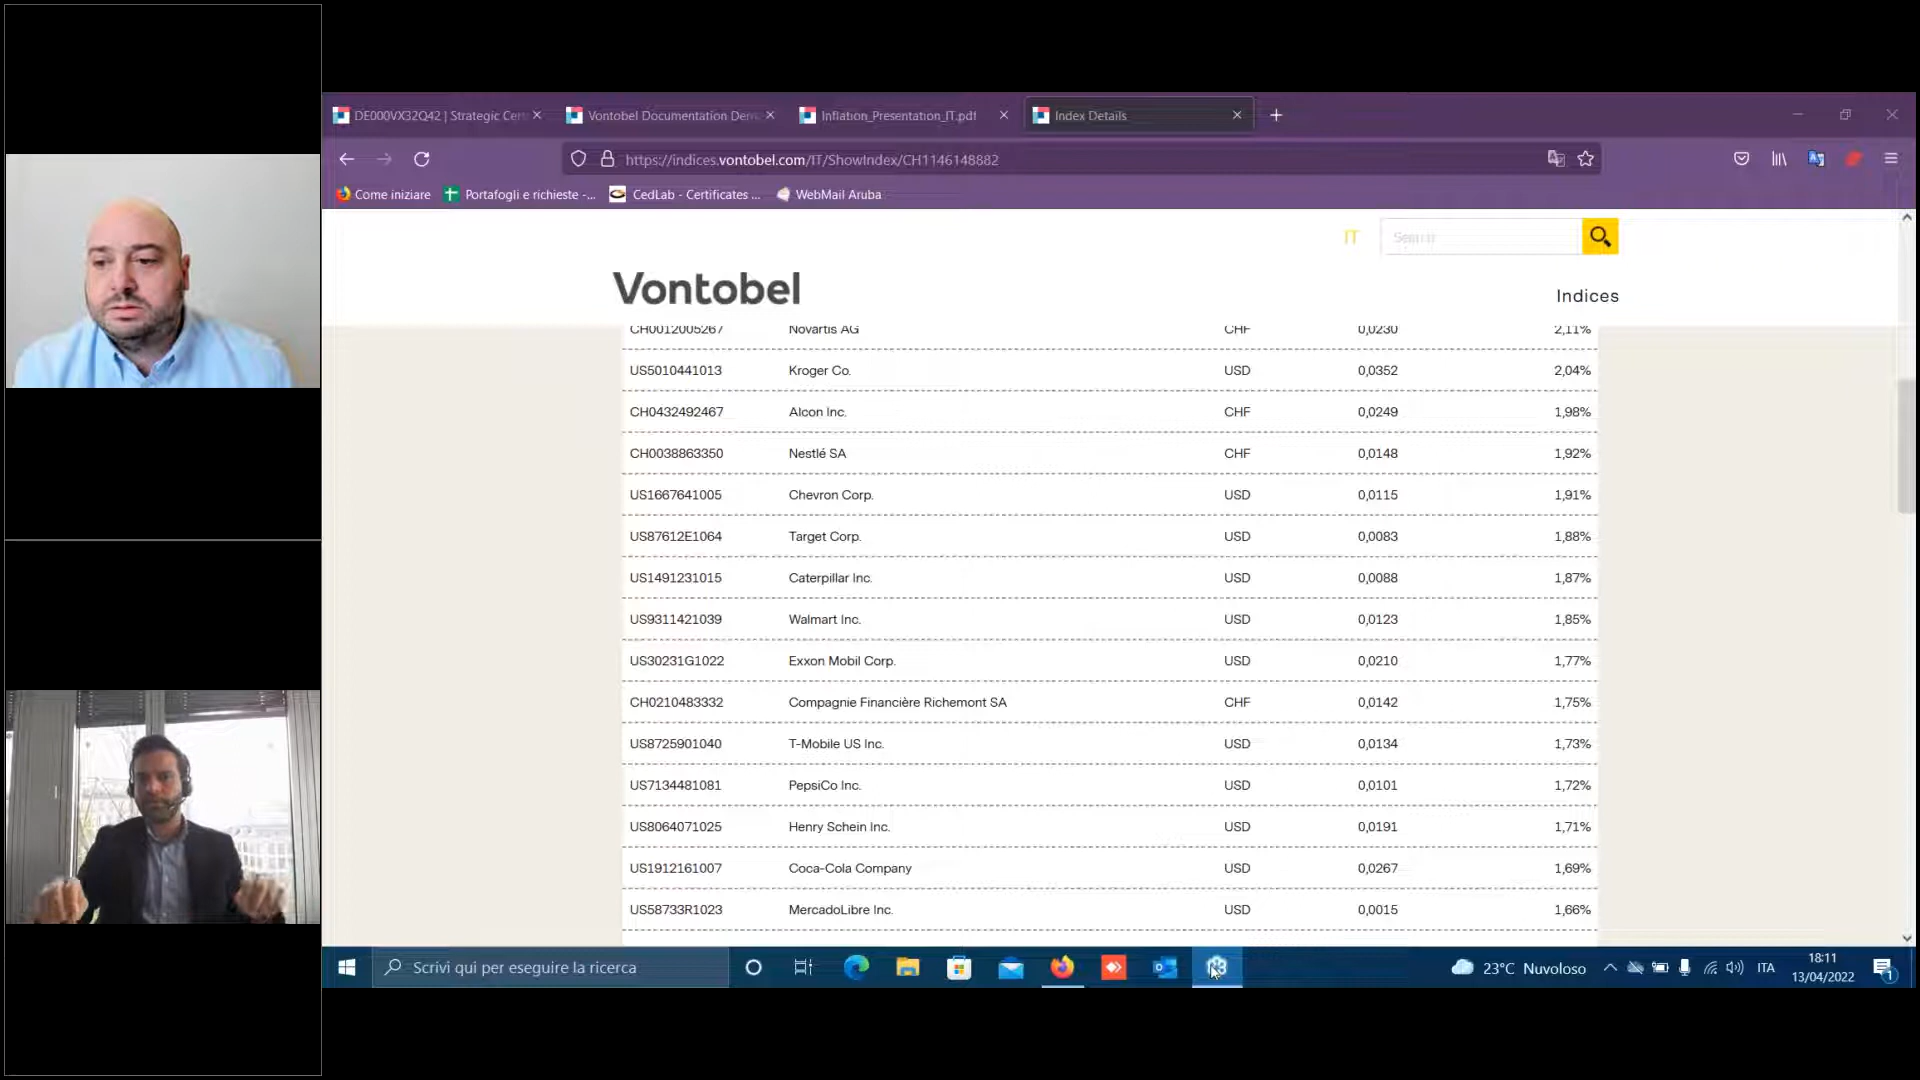 DE000VX32Q42 | Strategic Cert
Vontobel Documentation Deri
Inflation_Presentation_IT.pdf
Index Details
https://indices.vontobel.com/IT/ShowIndex/CH1146148882
Come iniziare
Portafogli e richieste -...
CedLab - Certificates ...
WebMail Aruba
IT
Search
Vontobel
Indices
CH0012005267 Novartis AG CHF 0,0230 2,11%
US5010441013 Kroger Co. USD 0,0352 2,04%
CH0432492467 Alcon Inc. CHF 0,0249 1,98%
CH0038863350 Nestlé SA CHF 0,0148 1,92%
US1667641005 Chevron Corp. USD 0,0115 1,91%
US87612E1064 Target Corp. USD 0,0083 1,88%
US1491231015 Caterpillar Inc. USD 0,0088 1,87%
US9311421039 Walmart Inc. USD 0,0123 1,85%
US30231G1022 Exxon Mobil Corp. USD 0,0210 1,77%
CH0210483332 Compagnie Financière Richemont SA CHF 0,0142 1,75%
US8725901040 T-Mobile US Inc. USD 0,0134 1,73%
US7134481081 PepsiCo Inc. USD 0,0101 1,72%
US8064071025 Henry Schein Inc. USD 0,0191 1,71%
US1912161007 Coca-Cola Company USD 0,0267 1,69%
US58733R1023 MercadoLibre Inc. USD 0,0015 1,66%
Scrivi qui per eseguire la ricerca
23°C Nuvoloso
ITA
18:11
13/04/2022
1